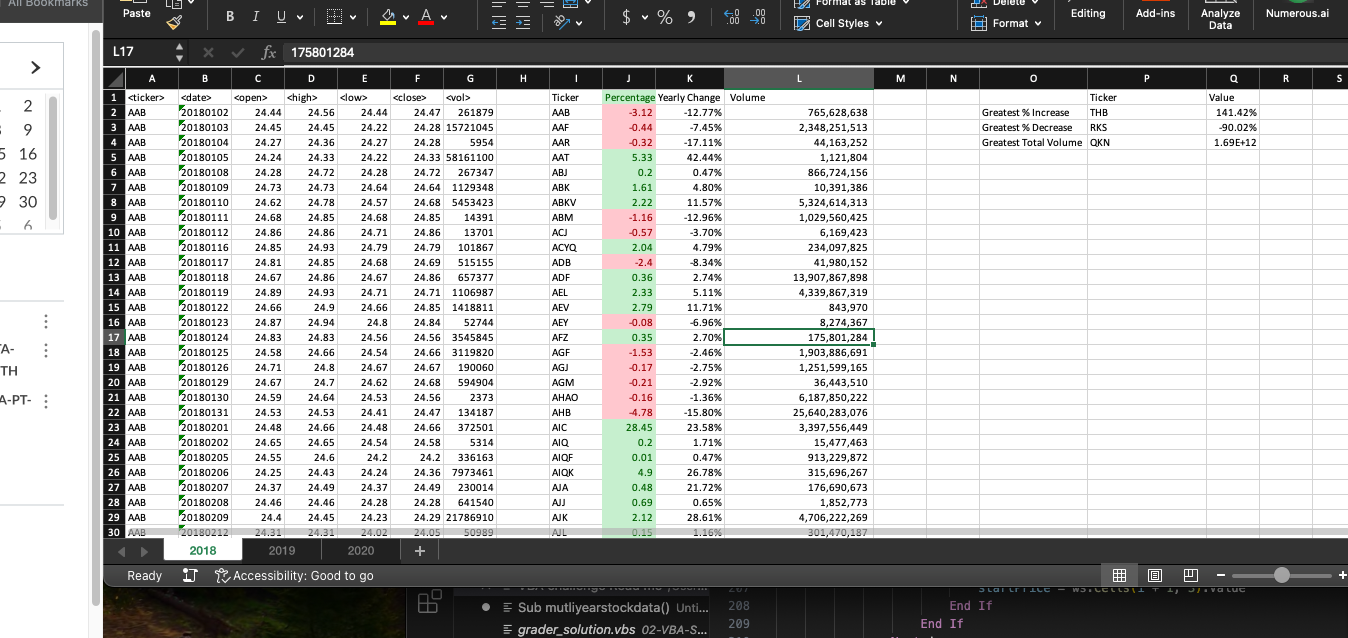 All Bookmarks
Paste
B I U
$ % 9
Format as Table
Cell Styles
Delete
Format
Editing
Add-ins
Analyze
Data
Numerous.ai
>
2
9
5 16
2 23
9 30
6
TA-
TH
A-PT-
L17 fx 175801284
A B C D E F G H I J K L M N O P Q R S
1 <ticker> <date> <open> <high> <low> <close> <vol> Ticker Percentage Yearly Change Volume Ticker Value
2 AAB 20180102 24.44 24.56 24.44 24.47 261879 AAB -3.12 -12.77% 765,628,638 Greatest % Increase THB 141.42%
3 AAB 20180103 24.45 24.45 24.22 24.28 15721045 AAF -0.44 -7.45% 2,348,251,513 Greatest % Decrease RKS -90.02%
4 AAB 20180104 24.27 24.36 24.27 24.28 5954 AAR -0.32 -17.11% 44,163,252 Greatest Total Volume QKN 1.69E+12
5 AAB 20180105 24.24 24.33 24.22 24.33 58161100 AAT 5.33 42.44% 1,121,804
6 AAB 20180108 24.28 24.72 24.28 24.72 267347 ABJ 0.2 0.47% 866,724,156
7 AAB 20180109 24.73 24.73 24.64 24.64 1129348 ABK 1.61 4.80% 10,391,386
8 AAB 20180110 24.62 24.78 24.57 24.68 5453423 ABKV 2.22 11.57% 5,324,614,313
9 AAB 20180111 24.68 24.85 24.68 24.85 14391 ABM -1.16 -12.96% 1,029,560,425
10 AAB 20180112 24.86 24.86 24.71 24.86 13701 ACJ -0.57 -3.70% 6,169,423
11 AAB 20180116 24.85 24.93 24.79 24.79 101867 ACYQ 2.04 4.79% 234,097,825
12 AAB 20180117 24.81 24.85 24.68 24.69 515155 ADB -2.4 -8.34% 41,980,152
13 AAB 20180118 24.67 24.86 24.67 24.86 657377 ADF 0.36 2.74% 13,907,867,898
14 AAB 20180119 24.89 24.93 24.71 24.71 1106987 AEL 2.33 5.11% 4,339,867,319
15 AAB 20180122 24.66 24.9 24.66 24.85 1418811 AEV 2.79 11.71% 843,970
16 AAB 20180123 24.87 24.94 24.8 24.84 52744 AEY -0.08 -6.96% 8,274,367
17 AAB 20180124 24.83 24.83 24.56 24.56 3545845 AFZ 0.35 2.70% 175,801,284
18 AAB 20180125 24.58 24.66 24.54 24.66 3119820 AGF -1.53 -2.46% 1,903,886,691
19 AAB 20180126 24.71 24.8 24.67 24.67 190060 AGJ -0.17 -2.75% 1,251,599,165
20 AAB 20180129 24.67 24.7 24.62 24.68 594904 AGM -0.21 -2.92% 36,443,510
21 AAB 20180130 24.59 24.64 24.53 24.56 2373 AHAO -0.16 -1.36% 6,187,850,222
22 AAB 20180131 24.53 24.53 24.41 24.47 134187 AHB -4.78 -15.80% 25,640,283,076
23 AAB 20180201 24.48 24.66 24.48 24.66 372501 AIC 28.45 23.58% 3,397,556,449
24 AAB 20180202 24.65 24.65 24.54 24.58 5314 AIQ 0.2 1.71% 15,477,463
25 AAB 20180205 24.55 24.6 24.2 24.2 336163 AIQF 0.01 0.47% 913,229,872
26 AAB 20180206 24.25 24.43 24.24 24.36 7973461 AIQK 4.9 26.78% 315,696,267
27 AAB 20180207 24.37 24.49 24.37 24.49 230014 AJA 0.48 21.72% 176,690,673
28 AAB 20180208 24.46 24.46 24.28 24.28 641540 AJJ 0.69 0.65% 1,852,773
29 AAB 20180209 24.4 24.45 24.23 24.29 21786910 AJK 2.12 28.61% 4,706,222,269
30 AAB 20180212 24.31 24.31 24.02 24.05 50989 AJL 0.15 1.16% 301,470,187
2018 2019 2020 +
Ready Accessibility: Good to go
Sub mutliyearstockdata() Unti...
grader_solution.vbs 02-VBA-S...
208 End If
209 End If